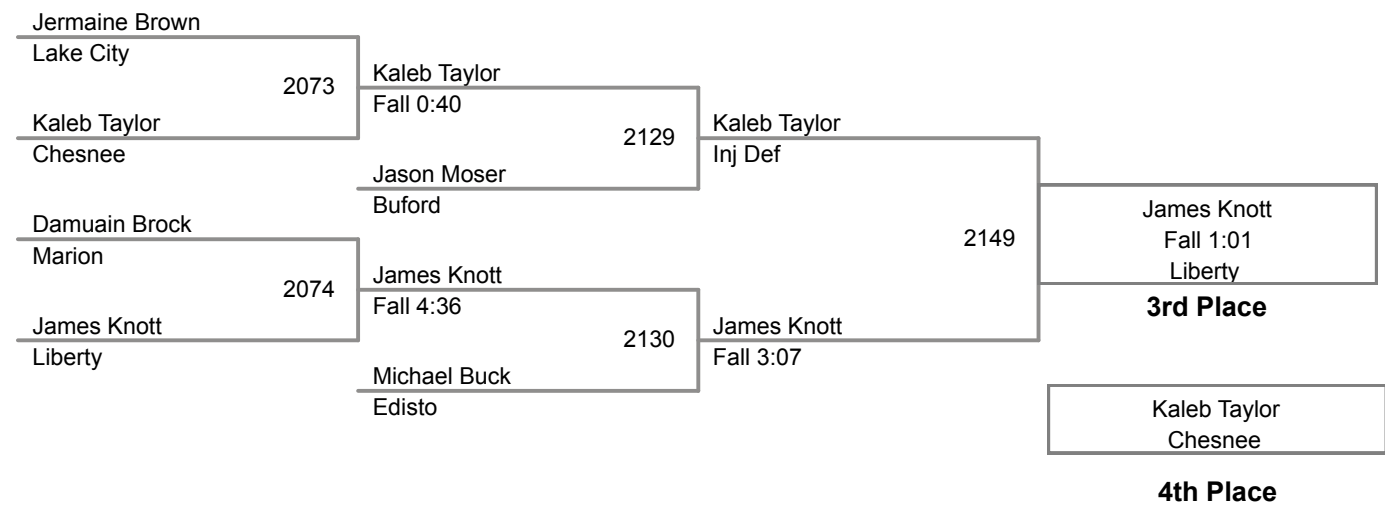 Jermaine Brown
Lake City
2073
Kaleb Taylor
Chesnee
Kaleb Taylor
Fall 0:40
2129
Jason Moser
Buford
Damuain Brock
Marion
2074
James Knott
Liberty
James Knott
Fall 4:36
2130
Michael Buck
Edisto
Kaleb Taylor
Inj Def
2149
James Knott
Fall 3:07
James Knott
Fall 1:01
Liberty
3rd Place
Kaleb Taylor
Chesnee
4th Place